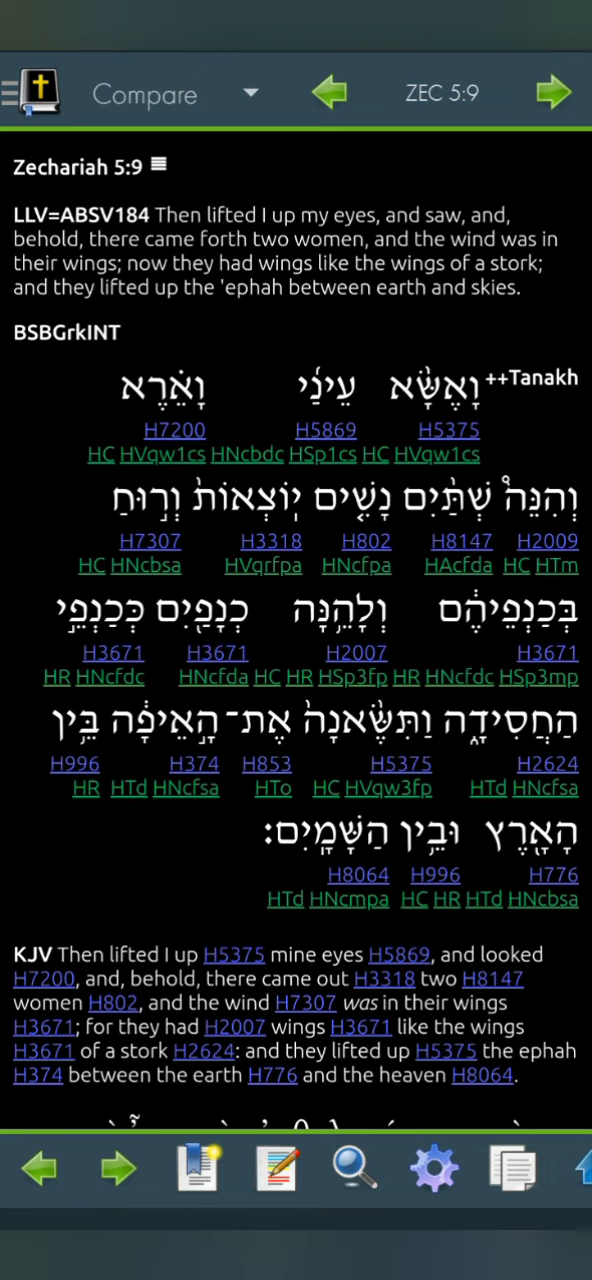 Compare
ZEC 5:9
Zechariah 5:9
LLV=ABSV184 Then lifted I up my eyes, and saw, and,
behold, there came forth two women, and the wind was in
their wings; now they had wings like the wings of a stork;
and they lifted up the 'ephah between earth and skies.
BSBGrkINT
++Tanakh וָאֶשָּׂ֨א עֵינַ֜י וָאֵ֗רֶא
H7200 H5869 H5375
HC HVqw1cs HNcbdc HSp1cs HC HVqw1cs
וְהִנֵּה֩ שְׁתַּ֨יִם נָשִׁ֤ים יֽוֹצְאוֹת֙ וְר֣וּחַ
H7307 H3318 H802 H8147 H2009
HC HNcbsa HVqrfpa HNcfpa HAcfda HC HTm
בְּכַנְפֵיהֶ֔ם וְלָהֵ֥נָּה כְנָפַ֖יִם כְּכַנְפֵ֣י
H3671 H3671 H2007 H3671
HR HNcfdc HNcfda HC HR HSp3fp HR HNcfdc HSp3mp
הַחֲסִידָ֑ה וַתִּשֶּׂ֙אנָה֙ אֶת־ הָ֣אֵיפָ֔ה בֵּ֥ין
H996 H374 H853 H5375 H2624
HR HTd HNcfsa HTo HC HVqw3fp HTd HNcfsa
הָאָ֖רֶץ וּבֵ֥ין הַשָּׁמָֽיִם׃
H8064 H996 H776
HTd HNcmpa HC HR HTd HNcbsa
KJV Then lifted I up H5375 mine eyes H5869, and looked
H7200, and, behold, there came out H3318 two H8147
women H802, and the wind H7307 was in their wings
H3671; for they had H2007 wings H3671 like the wings
H3671 of a stork H2624: and they lifted up H5375 the ephah
H374 between the earth H776 and the heaven H8064.